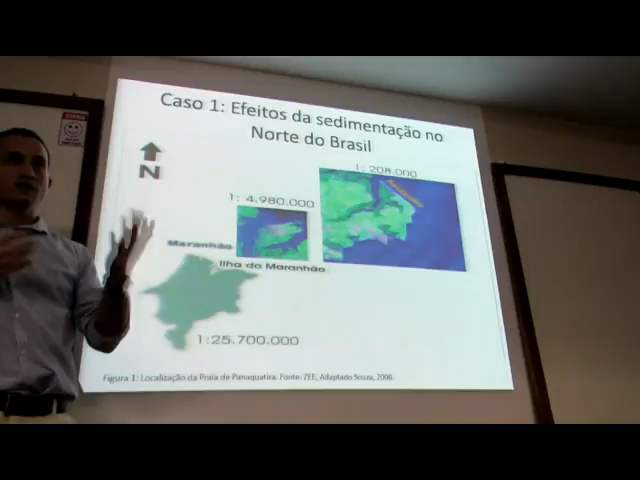 Caso 1: Efeitos da sedimentação no
Norte do Brasil
N
1: 208.000
1: 4.980.000
Maranhão
Ilha do Maranhão
1:25.700.000
Figura 1: Localização da Praia de Panaquatira. Fonte: ZEE, Adaptado Souza, 2006.